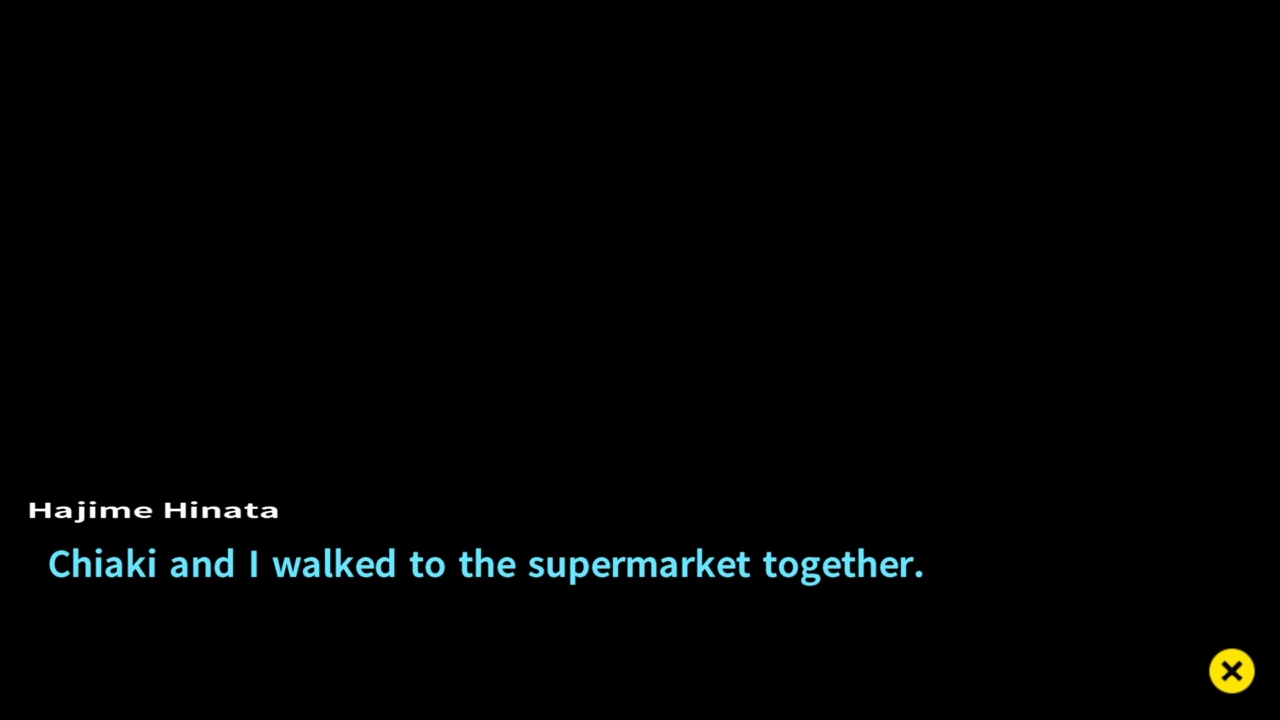 Hajime Hinata
Chiaki and I walked to the supermarket together.